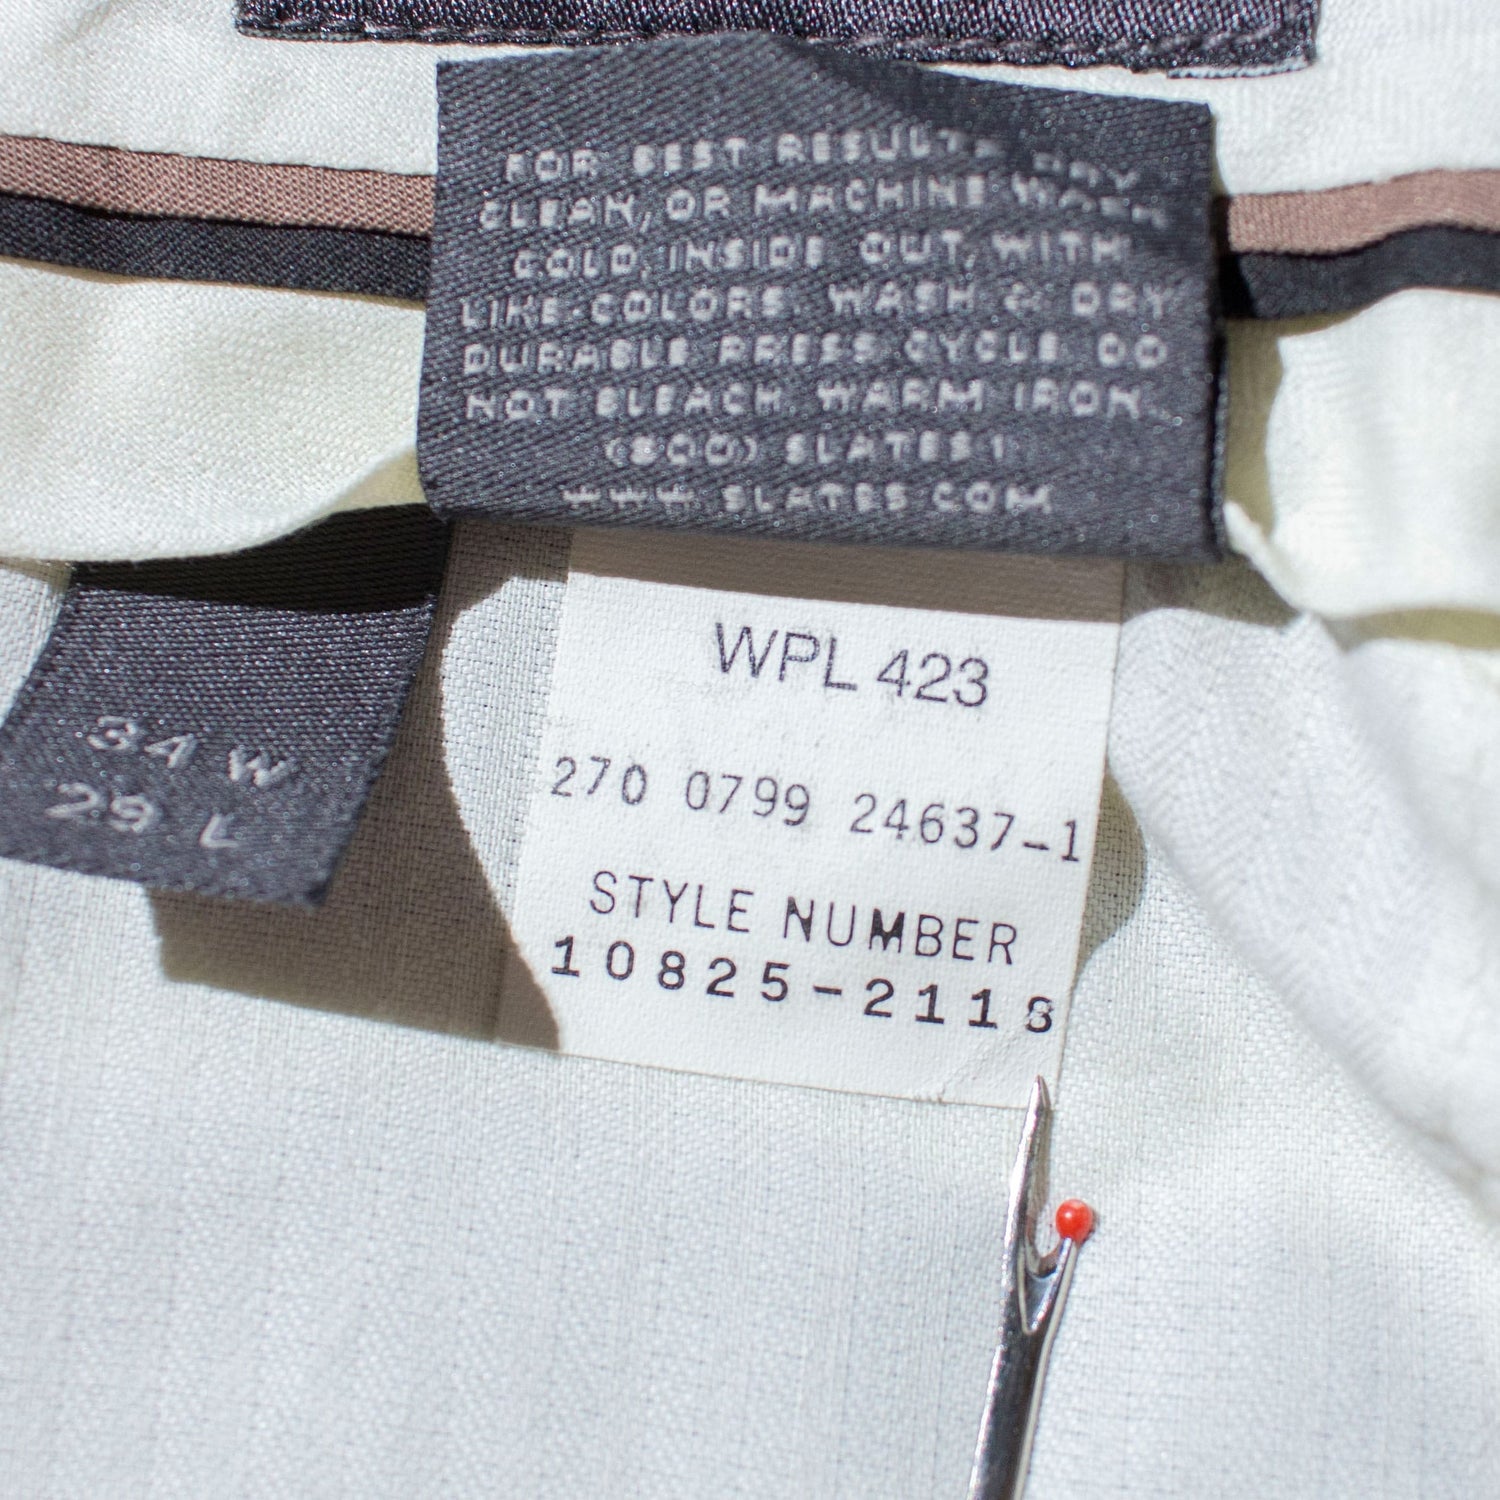 FOR BEST RESULTS, DRY
CLEAN, OR MACHINE WASH
COLD, INSIDE OUT, WITH
LIKE COLORS. WASH & DRY
DURABLE PRESS CYCLE. DO
NOT BLEACH. WARM IRON.
(800) SLATES 1
WWW.SLATES.COM
34 W
29 L
WPL 423
270 0799 24637-1
STYLE NUMBER
10825-2118